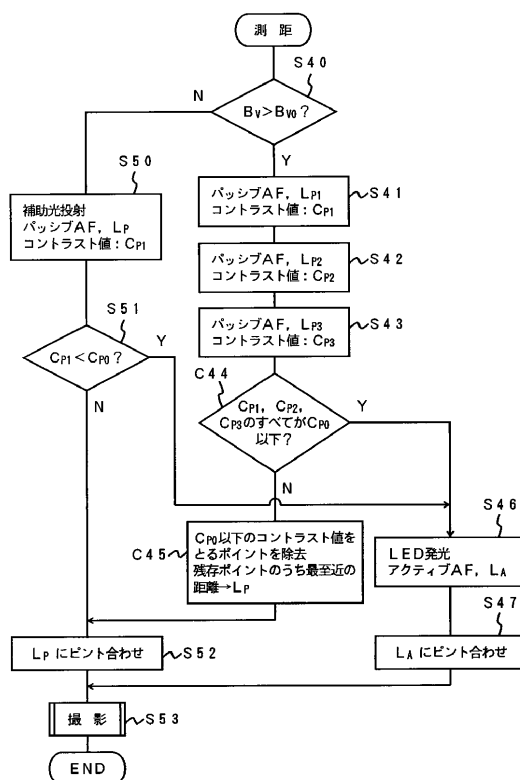 測 距
S40
BV>BV0?
N
Y
S50
補助光投射
パッシブAF, LP
コントラスト値:CP1
パッシブAF, LP1
コントラスト値:CP1
S41
パッシブAF, LP2
コントラスト値:CP2
S42
パッシブAF, LP3
コントラスト値:CP3
S43
S51
CP1<CP0?
Y
N
C44
CP1, CP2,
CP3のすべてがCP0
以下?
Y
N
C45
CP0以下のコントラスト値を
とるポイントを除去
残存ポイントのうち最至近の
距離→LP
S46
LED発光
アクティブAF, LA
S47
LAにピント合わせ
LPにピント合わせ
S52
撮 影
S53
END